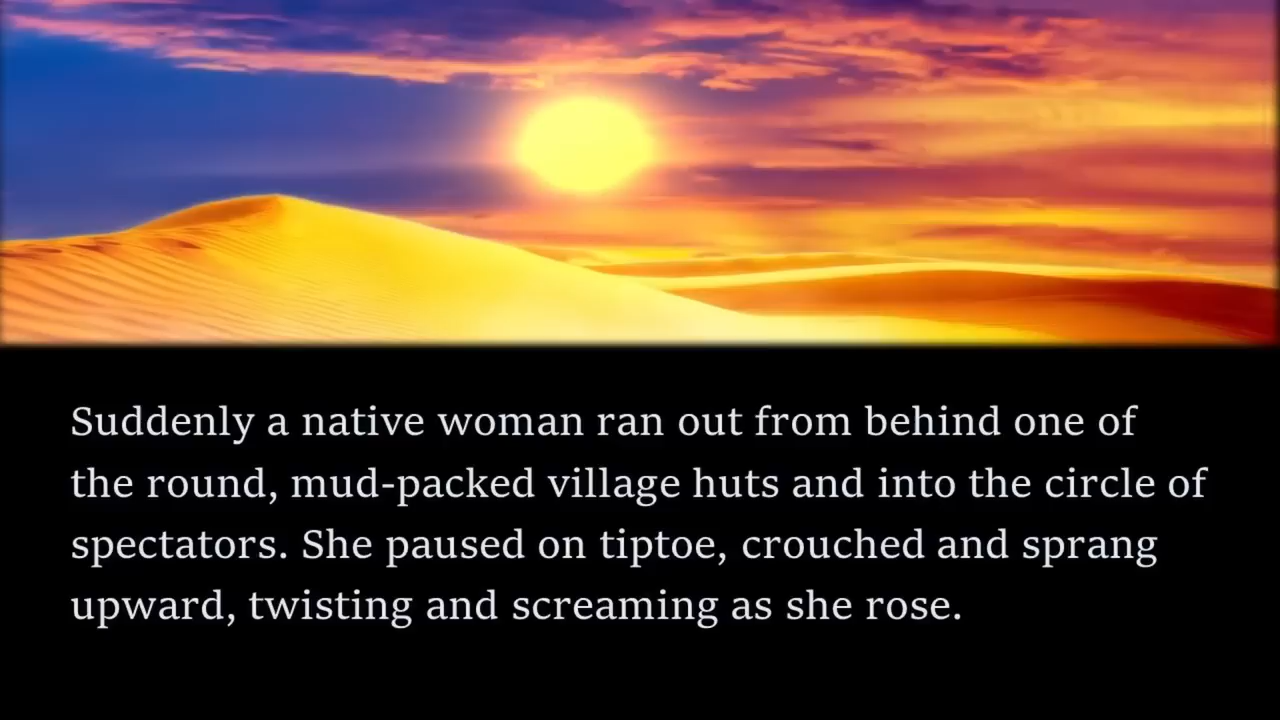 Suddenly a native woman ran out from behind one of
the round, mud-packed village huts and into the circle of
spectators. She paused on tiptoe, crouched and sprang
upward, twisting and screaming as she rose.